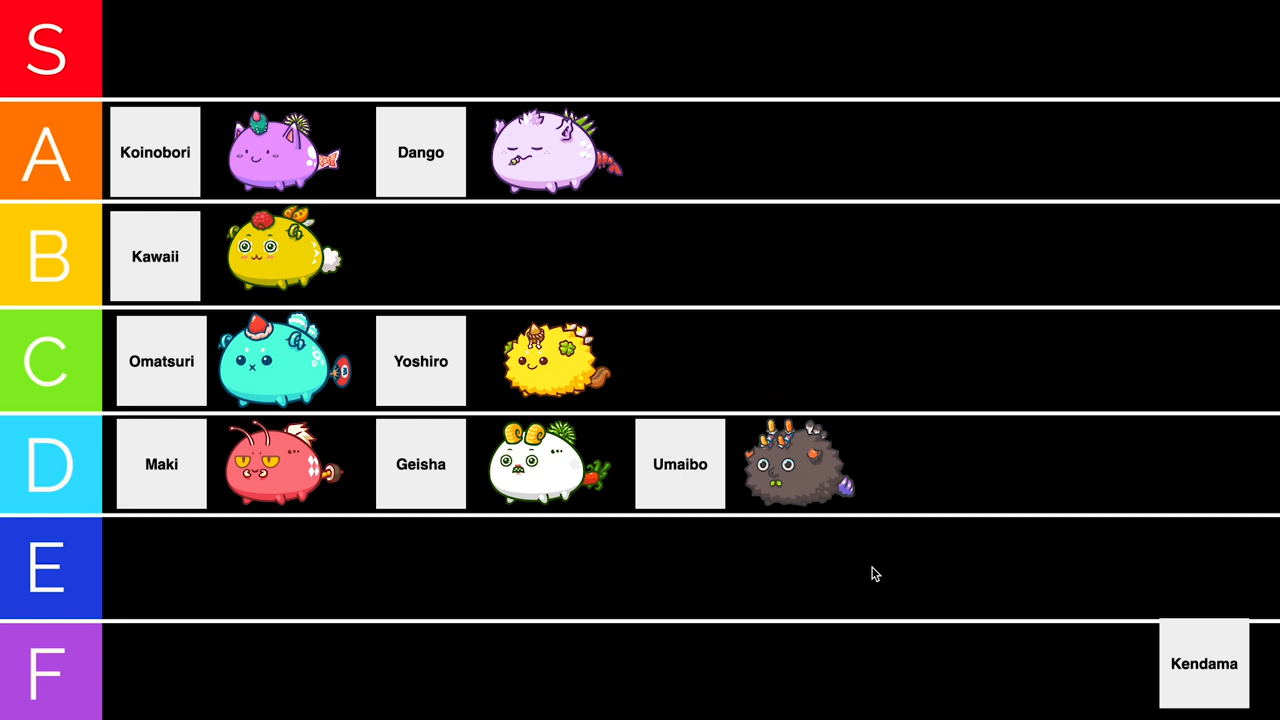 S
A
Koinobori
Dango
B
Kawaii
C
Omatsuri
Yoshiro
D
Maki
Geisha
Umaibo
E
F
Kendama